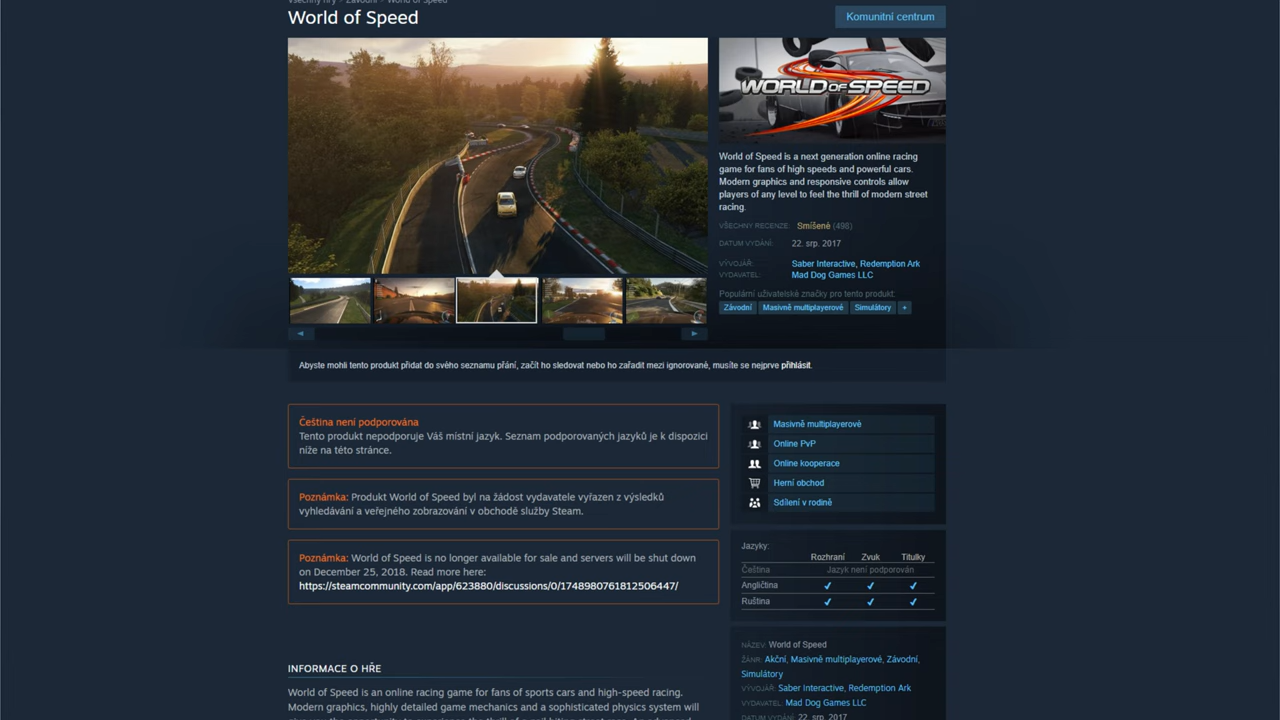 Všechny hry > Závodní > World of Speed
World of Speed
Komunitní centrum
WORLD OF SPEED
World of Speed is a next generation online racing
game for fans of high speeds and powerful cars.
Modern graphics and responsive controls allow
players of any level to feel the thrill of modern street
racing.
VŠECHNY RECENZE: Smíšené (498)
DATUM VYDÁNÍ: 22. srp. 2017
VÝVOJÁŘ: Saber Interactive, Redemption Ark
VYDAVATEL: Mad Dog Games LLC
Populární uživatelské značky pro tento produkt:
Závodní Masivně multiplayerové Simulátory +
Abyste mohli tento produkt přidat do svého seznamu přání, začít ho sledovat nebo ho zařadit mezi ignorované, musíte se nejprve přihlásit.
Čeština není podporována
Tento produkt nepodporuje Váš místní jazyk. Seznam podporovaných jazyků je k dispozici
níže na této stránce.
Poznámka: Produkt World of Speed byl na žádost vydavatele vyřazen z výsledků
vyhledávání a veřejného zobrazování v obchodě služby Steam.
Poznámka: World of Speed is no longer available for sale and servers will be shut down
on December 25, 2018. Read more here:
https://steamcommunity.com/app/623880/discussions/0/1748980761812506447/
INFORMACE O HŘE
World of Speed is an online racing game for fans of sports cars and high-speed racing.
Modern graphics, highly detailed game mechanics and a sophisticated physics system will
Masivně multiplayerové
Online PvP
Online kooperace
Herní obchod
Sdílení v rodině
Jazyky:
Rozhraní Zvuk Titulky
Čeština Jazyk není podporován
Angličtina ✓ ✓ ✓
Ruština ✓ ✓ ✓
NÁZEV: World of Speed
ŽÁNR: Akční, Masivně multiplayerové, Závodní,
Simulátory
VÝVOJÁŘ: Saber Interactive, Redemption Ark
VYDAVATEL: Mad Dog Games LLC
DATUM VYDÁNÍ: 22. srp. 2017